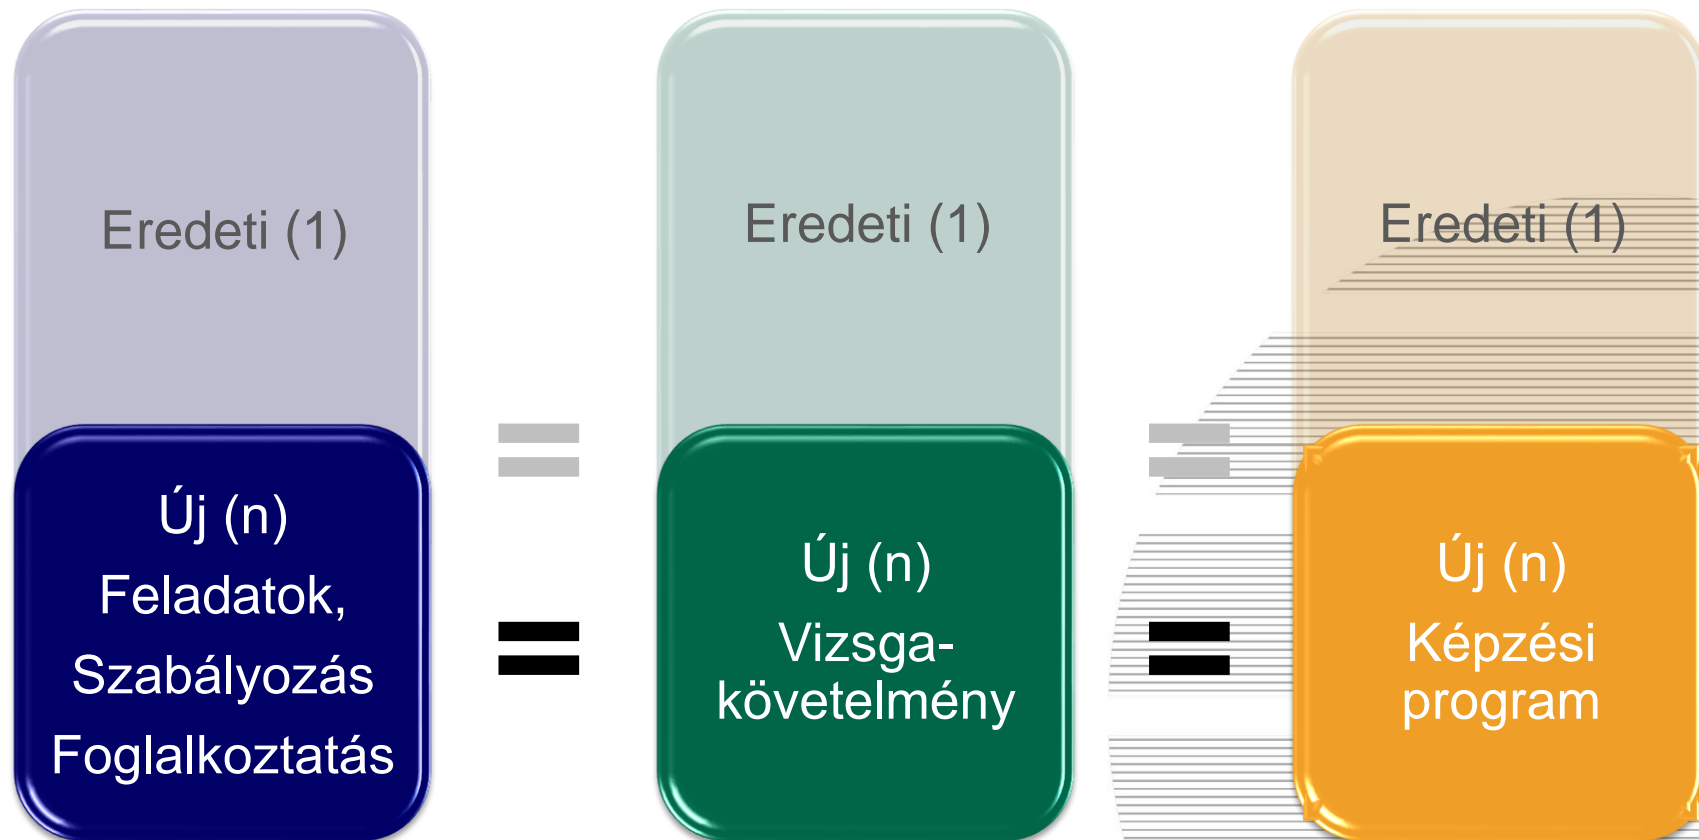 Eredeti (1)
Eredeti (1)
Eredeti (1)
=
=
Új (n)
Feladatok,
Szabályozás
Foglalkoztatás
=
Új (n)
Vizsga-
követelmény
=
Új (n)
Képzési
program